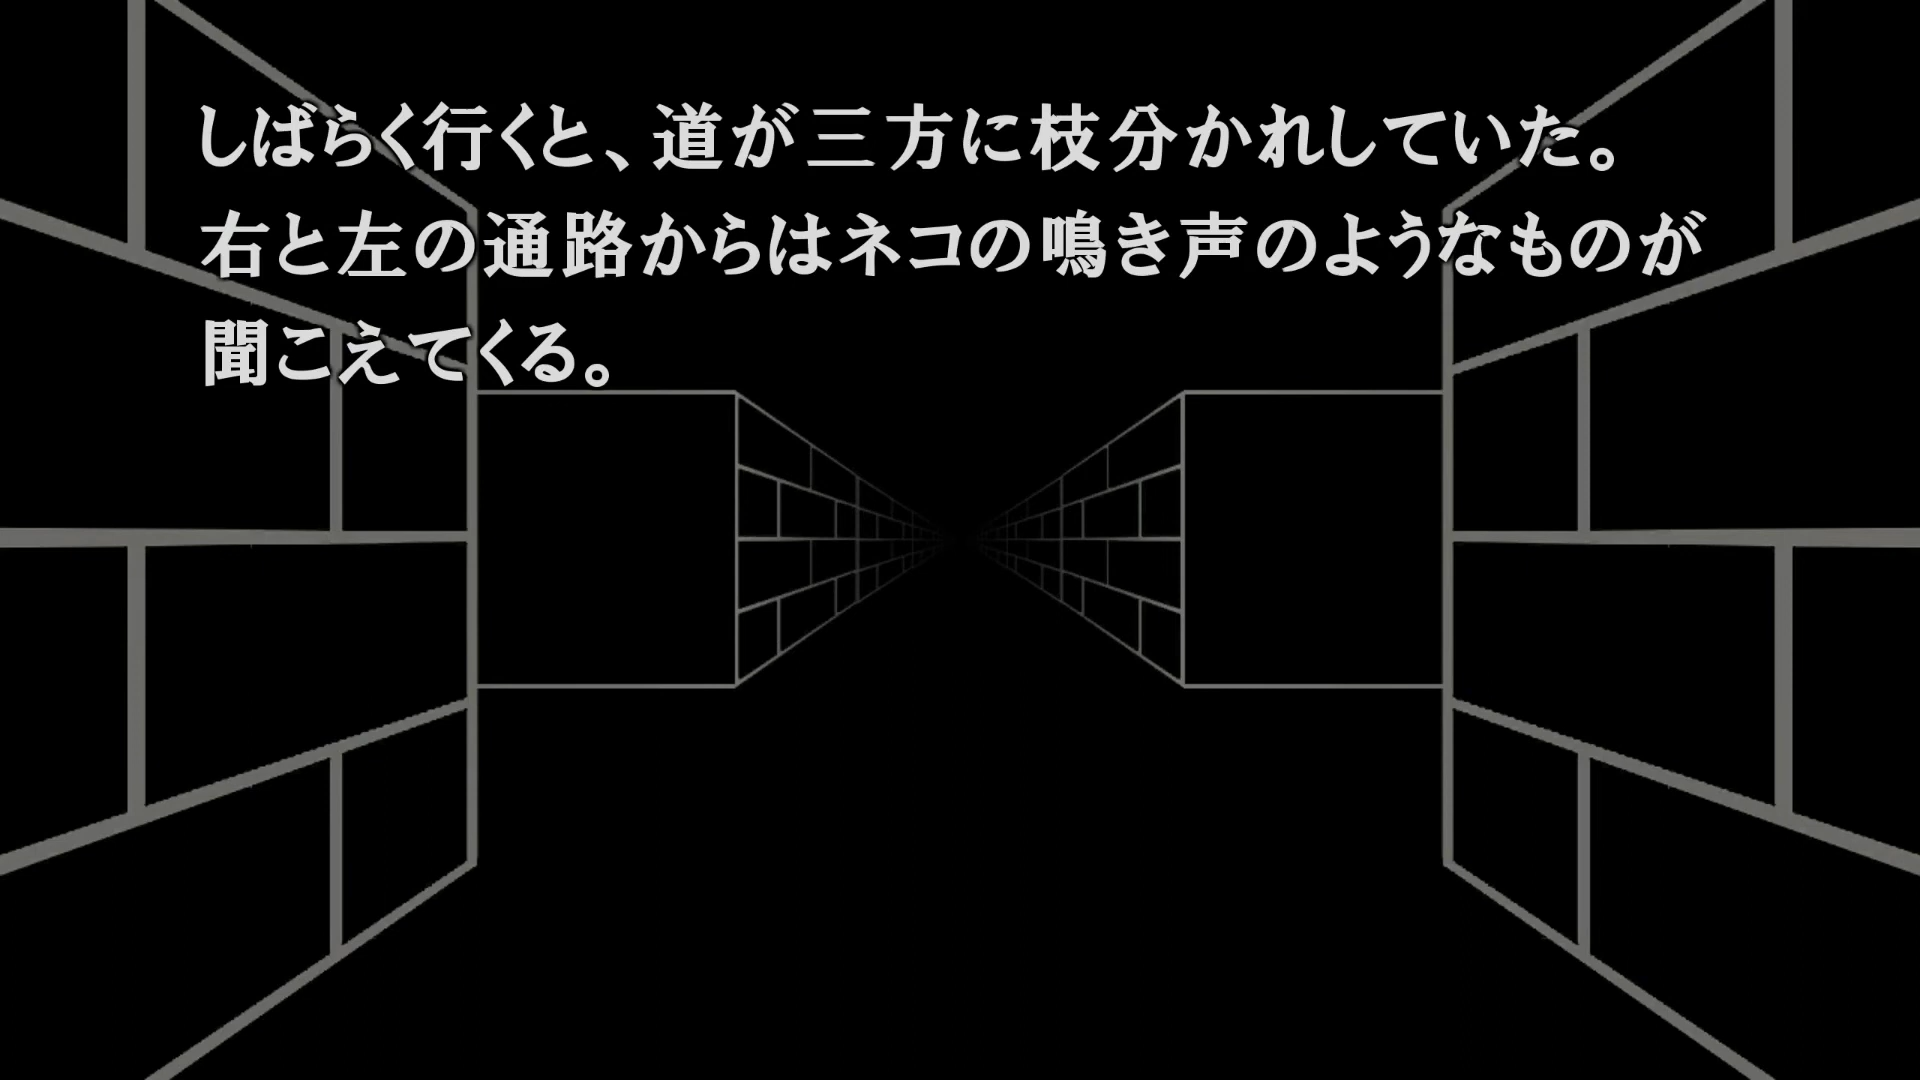 しばらく行くと、道が三方に枝分かれしていた。
右と左の通路からはネコの鳴き声のようなものが
聞こえてくる。